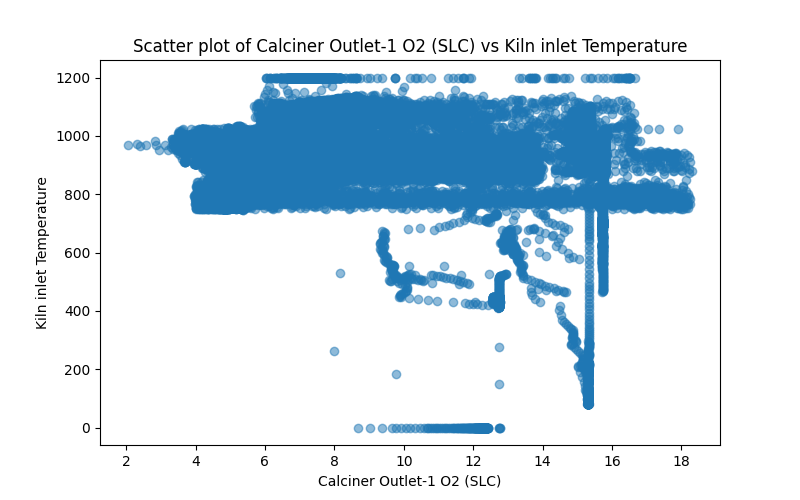 Scatter plot of Calciner Outlet-1 O2 (SLC) vs Kiln inlet Temperature
1200
1000
800
600
400
200
0
Kiln inlet Temperature
2 4 6 8 10 12 14 16 18
Calciner Outlet-1 O2 (SLC)